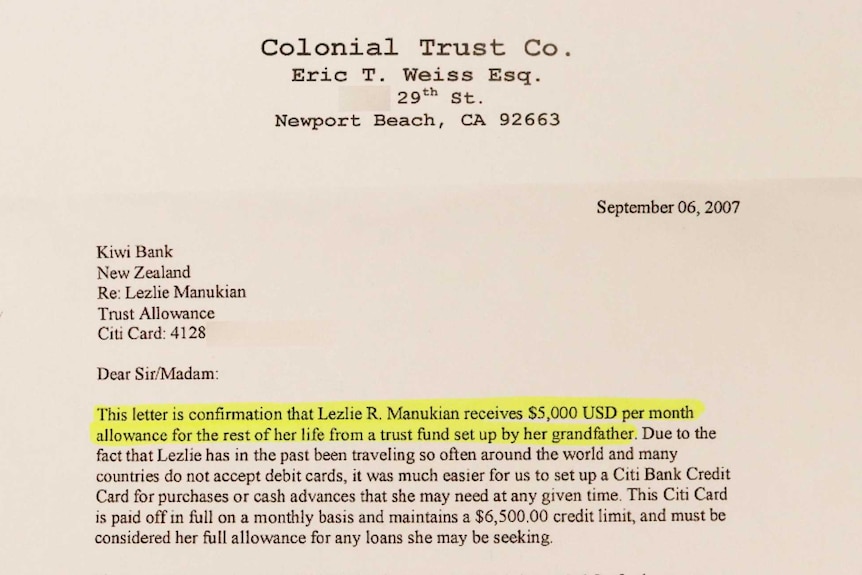 Colonial Trust Co.
Eric T. Weiss Esq.
29th St.
Newport Beach, CA 92663
September 06, 2007
Kiwi Bank
New Zealand
Re: Lezlie Manukian
Trust Allowance
Citi Card: 4128
Dear Sir/Madam:
This letter is confirmation that Lezlie R. Manukian receives $5,000 USD per month
allowance for the rest of her life from a trust fund set up by her grandfather. Due to the
fact that Lezlie has in the past been traveling so often around the world and many
countries do not accept debit cards, it was much easier for us to set up a Citi Bank Credit
Card for purchases or cash advances that she may need at any given time. This Citi Card
is paid off in full on a monthly basis and maintains a $6,500.00 credit limit, and must be
considered her full allowance for any loans she may be seeking.